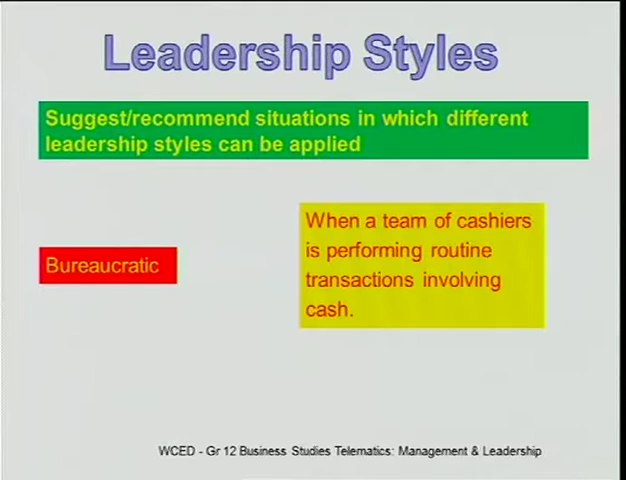 Leadership Styles
Suggest/recommend situations in which different
leadership styles can be applied
When a team of cashiers
is performing routine
transactions involving
cash.
Bureaucratic
WCED - Gr 12 Business Studies Telematics: Management & Leadership